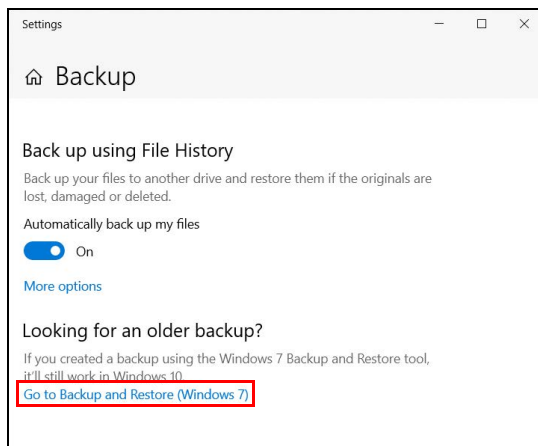 Settings
Backup
Back up using File History
Back up your files to another drive and restore them if the originals are
lost, damaged or deleted.
Automatically back up my files
On
More options
Looking for an older backup?
If you created a backup using the Windows 7 Backup and Restore tool,
it'll still work in Windows 10
Go to Backup and Restore (Windows 7)